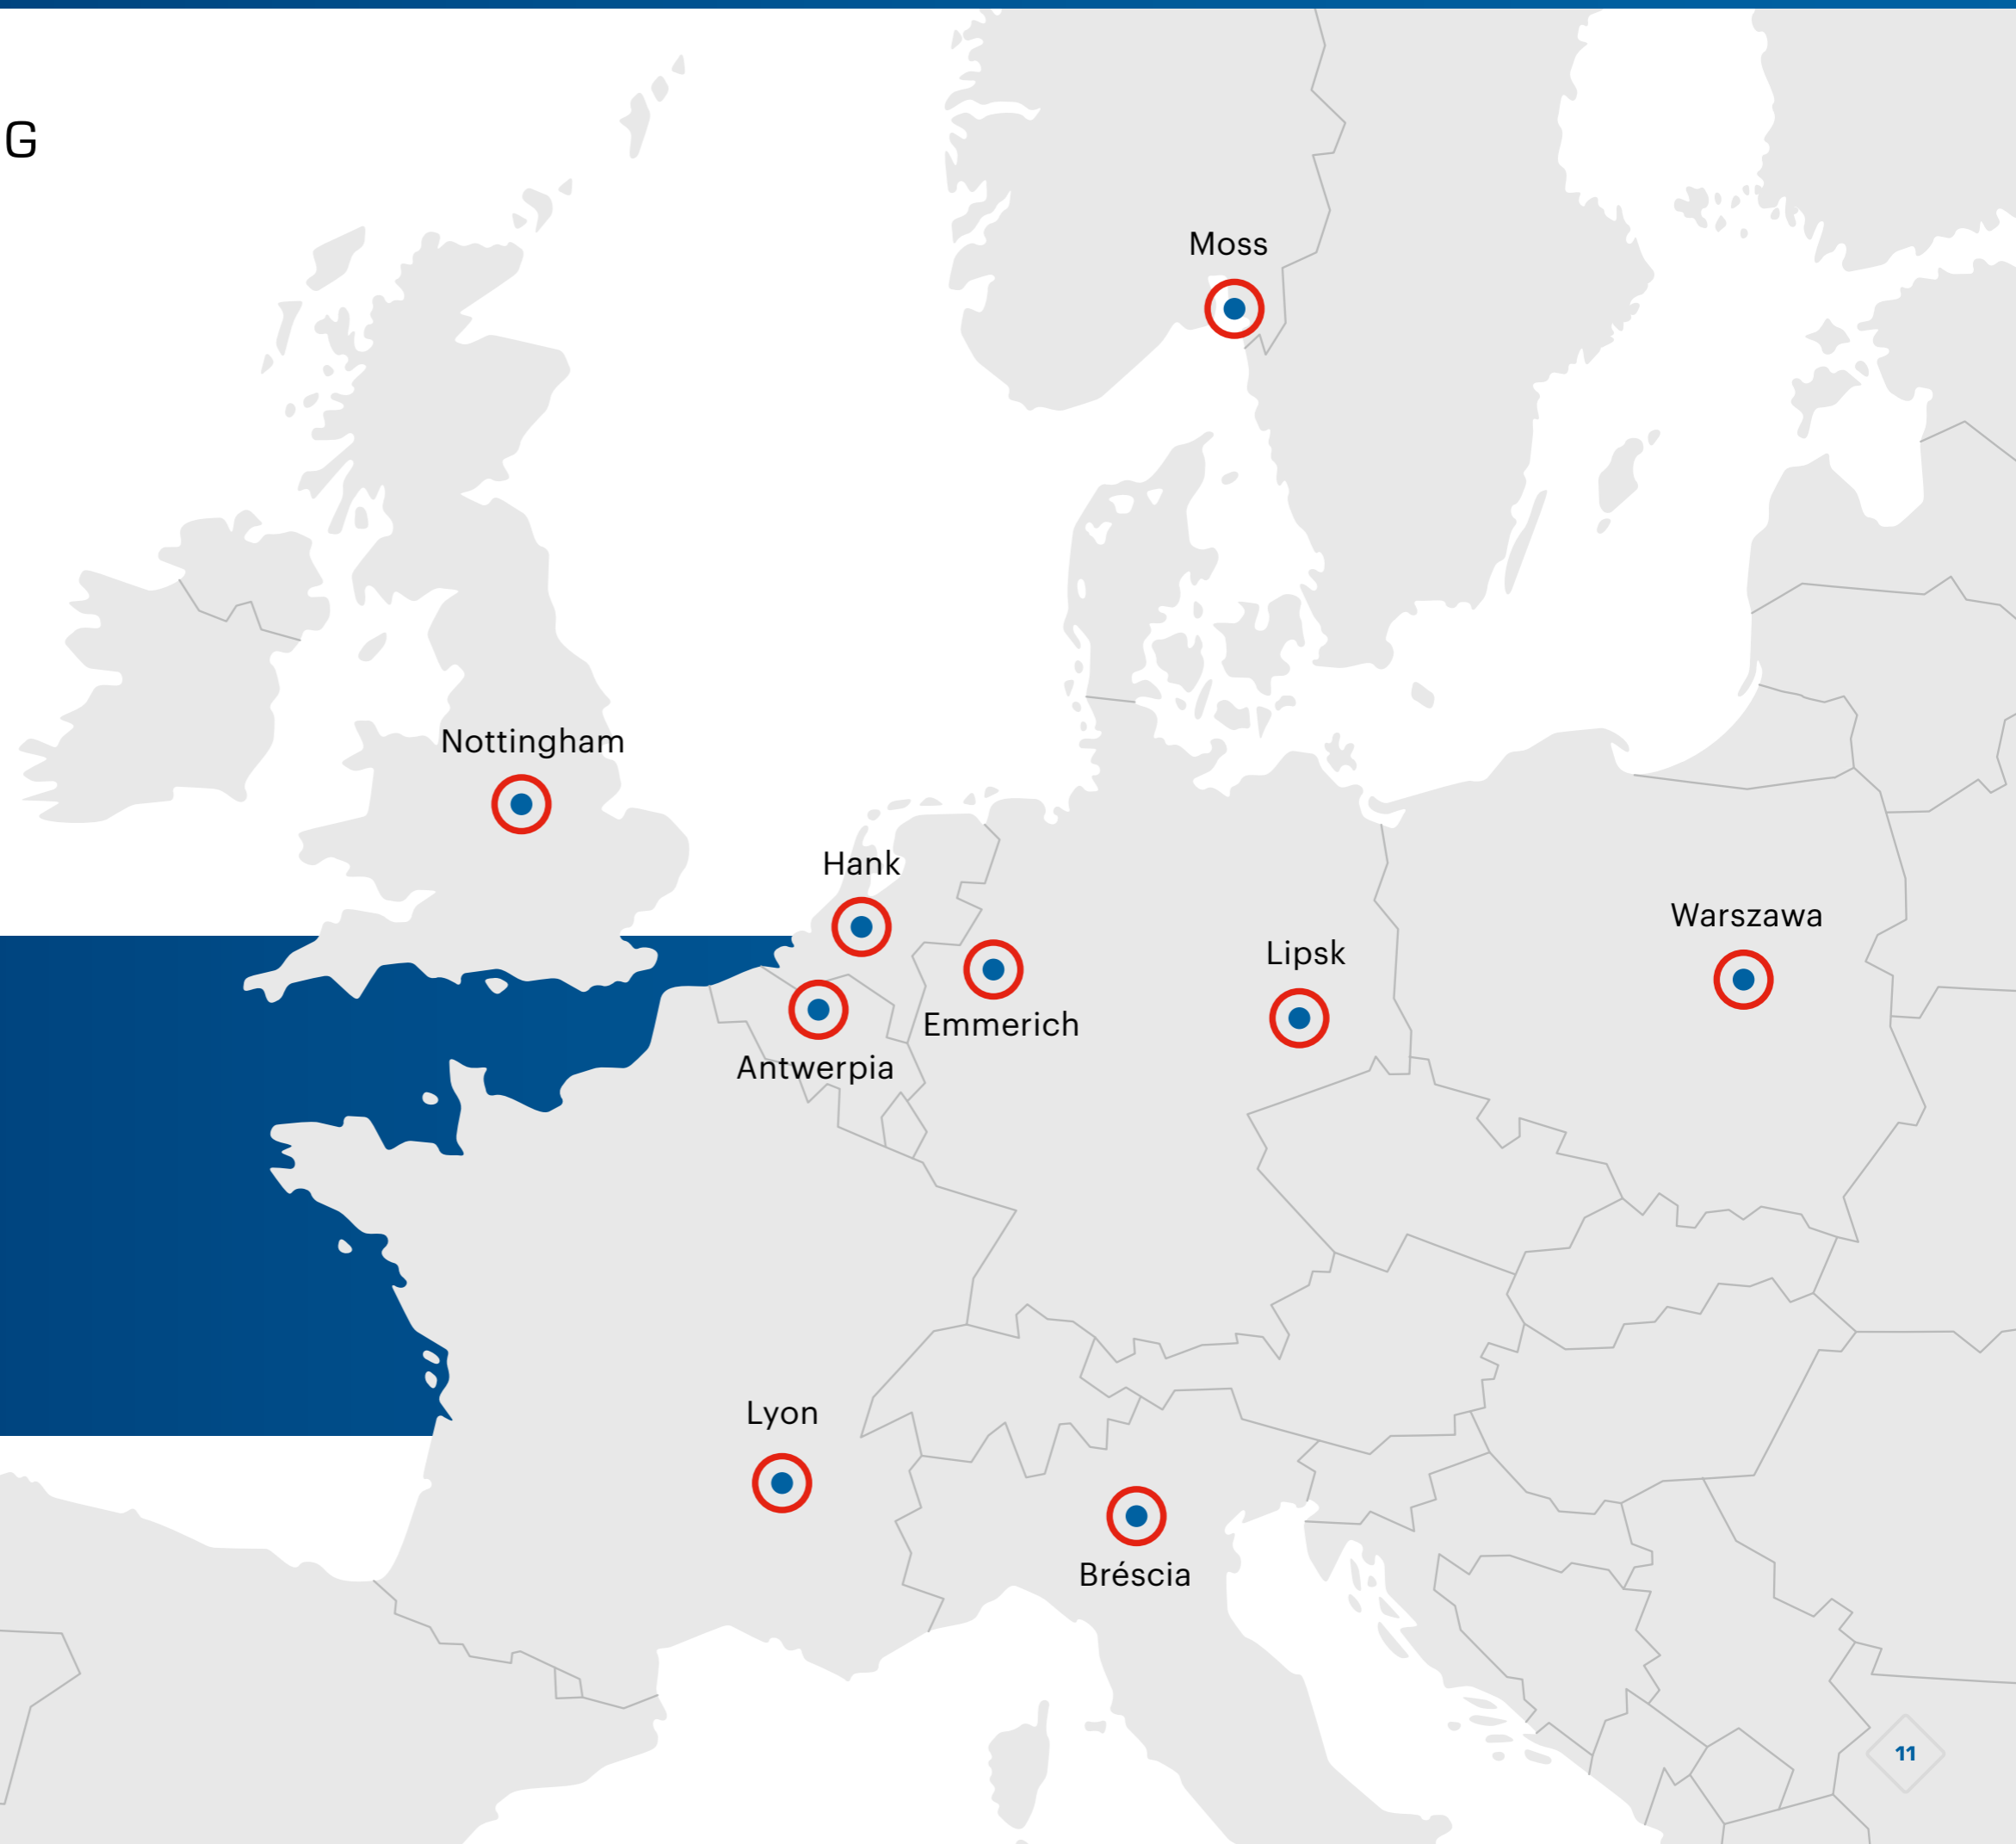 G
Moss
Nottingham
Hank
Warszawa
Lipsk
Emmerich
Antwerpia
Lyon
Bréscia
11